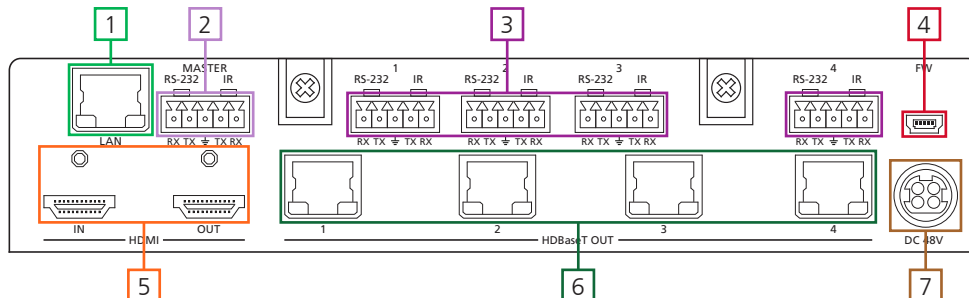 1 2 3 4
MASTER 1 2 3 4 FW
RS-232 IR RS-232 IR RS-232 IR RS-232 IR RS-232 IR
LAN RX TX ⏚ TX RX RX TX ⏚ TX RX RX TX ⏚ TX RX RX TX ⏚ TX RX RX TX ⏚ TX RX
IN OUT 1 2 3 4
HDMI HDBaseT OUT DC 48V
5 6 7